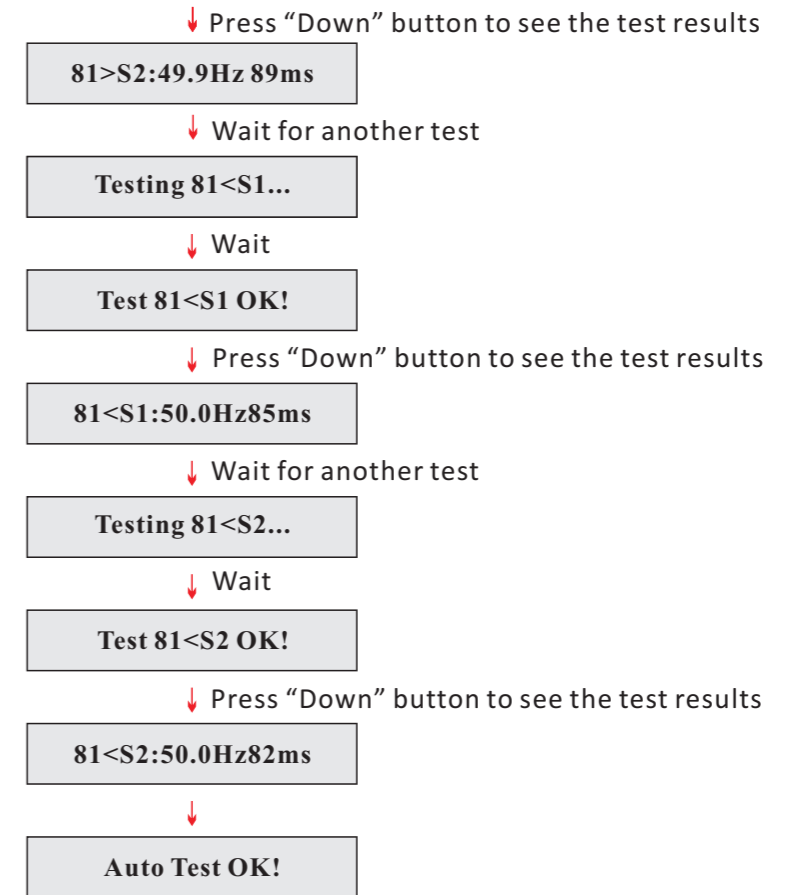 Press “Down” button to see the test results
81>S2:49.9Hz 89ms
Wait for another test
Testing 81<S1...
Wait
Test 81<S1 OK!
Press “Down” button to see the test results
81<S1:50.0Hz85ms
Wait for another test
Testing 81<S2...
Wait
Test 81<S2 OK!
Press “Down” button to see the test results
81<S2:50.0Hz82ms
Auto Test OK!